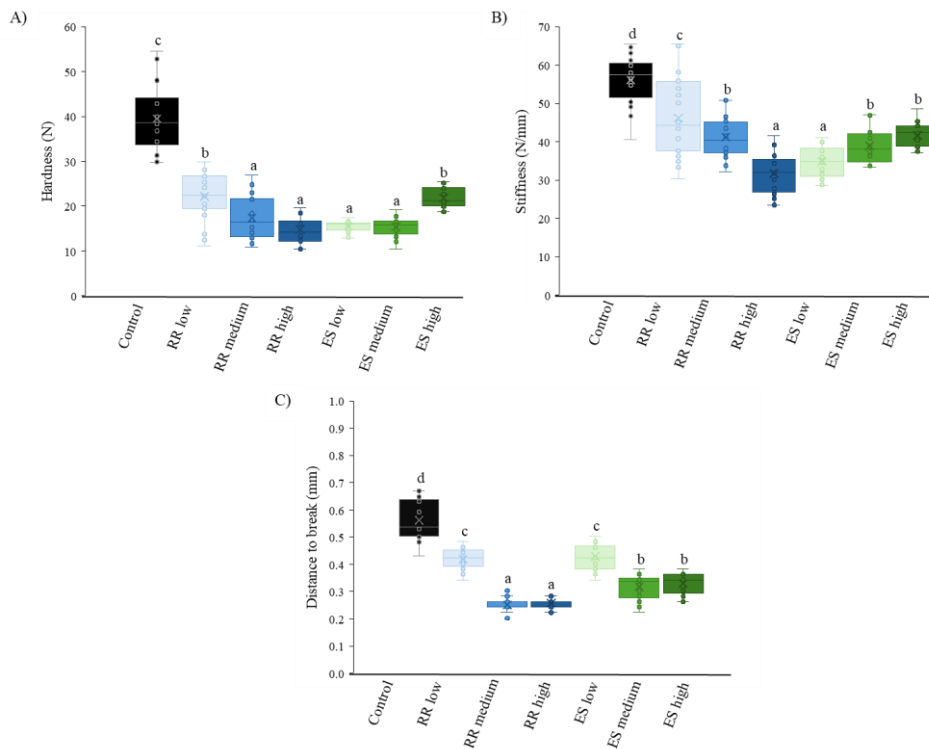 A)
60
50
40
30
20
10
0
Hardness (N)
c
b
a
a
a
a
b
Control
RR low
RR medium
RR high
ES low
ES medium
ES high
B)
70
60
50
40
30
20
10
0
Stiffness (N/mm)
d
c
b
a
a
b
b
Control
RR low
RR medium
RR high
ES low
ES medium
ES high
C)
1.0
0.9
0.8
0.7
0.6
0.5
0.4
0.3
0.2
0.1
0.0
Distance to break (mm)
d
c
a
a
c
b
b
Control
RR low
RR medium
RR high
ES low
ES medium
ES high